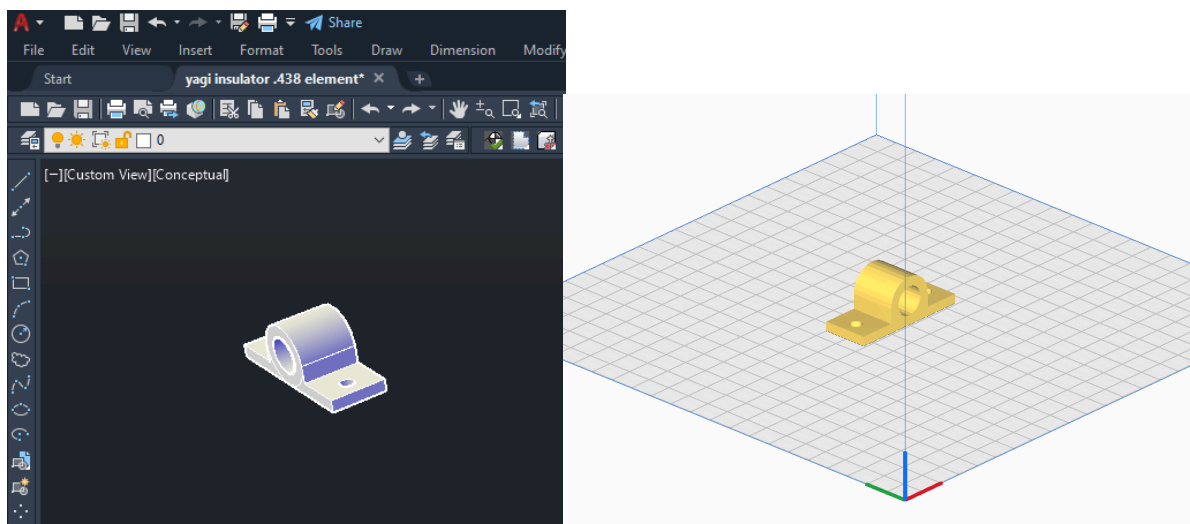 A Share
File Edit View Insert Format Tools Draw Dimension Modify
Start yagi insulator .438 element*
0
[−][Custom View][Conceptual]